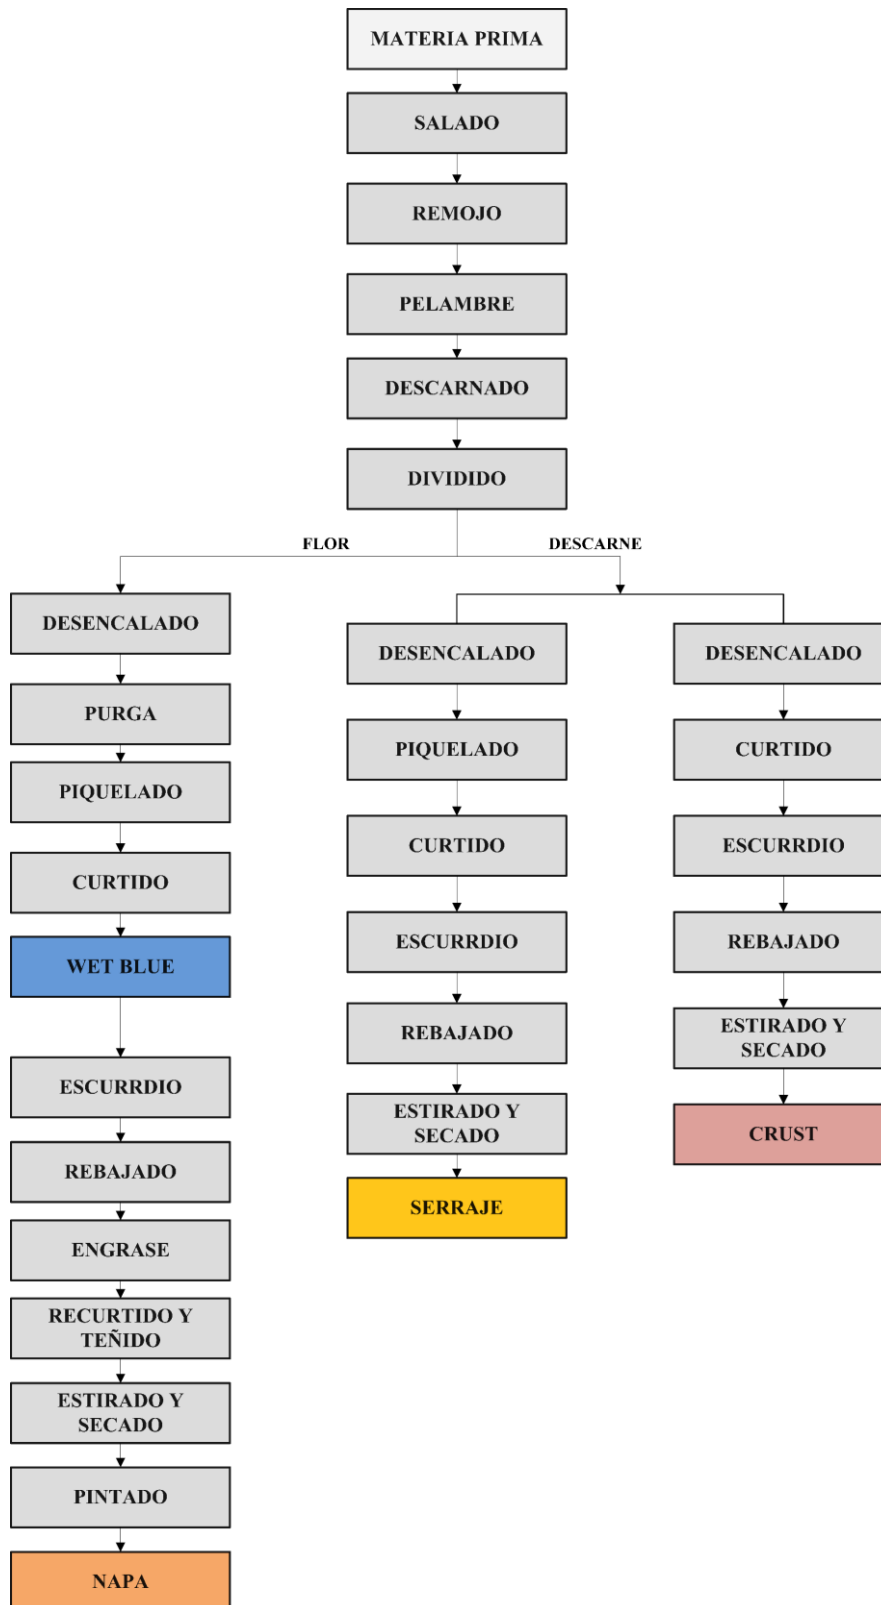 MATERIA PRIMA
SALADO
REMOJO
PELAMBRE
DESCARNADO
DIVIDIDO
FLOR
DESCARNE
DESENCALADO
PURGA
PIQUELADO
CURTIDO
WET BLUE
ESCURRDIO
REBAJADO
ENGRASE
RECURTIDO Y
TEÑIDO
ESTIRADO Y
SECADO
PINTADO
NAPA
DESENCALADO
PIQUELADO
CURTIDO
ESCURRDIO
REBAJADO
ESTIRADO Y
SECADO
SERRAJE
DESENCALADO
CURTIDO
ESCURRDIO
REBAJADO
ESTIRADO Y
SECADO
CRUST